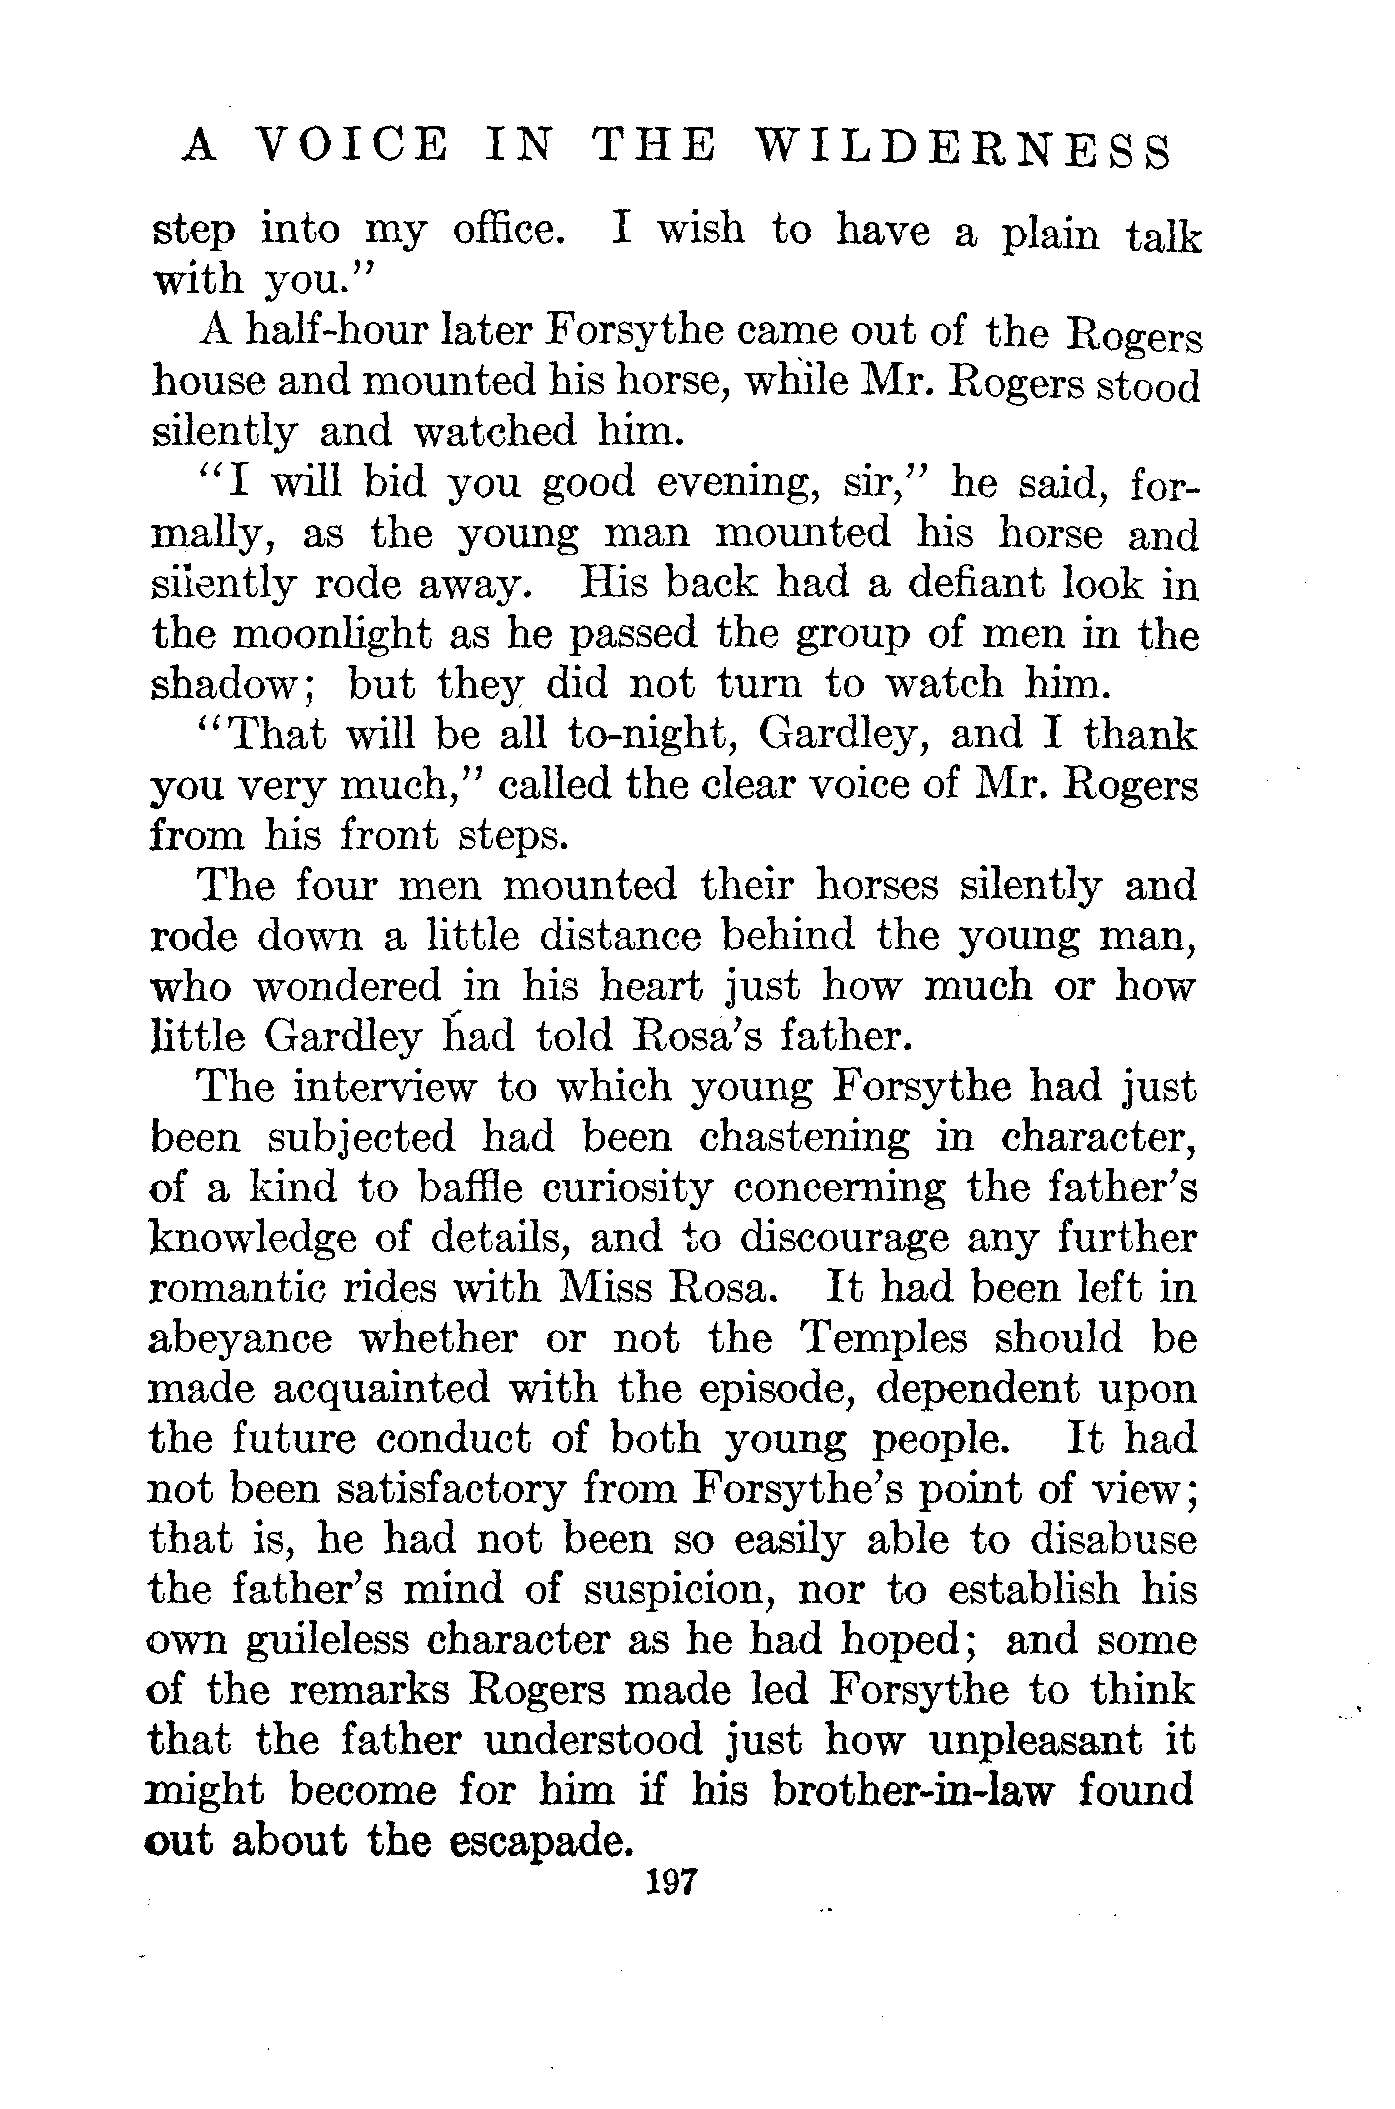 A VOICE IN THE WILDERNESS
step into my office. I wish to have a plain talk
with you.”
A half-hour later Forsythe came out of the Rogers
house and mounted his horse, while Mr. Rogers stood
silently and watched him.
“I will bid you good evening, sir,” he said, for-
mally, as the young man mounted his horse and
silently rode away. His back had a defiant look in
the moonlight as he passed the group of men in the
shadow; but they did not turn to watch him.
“That will be all to-night, Gardley, and I thank
you very much,” called the clear voice of Mr. Rogers
from his front steps.
The four men mounted their horses silently and
rode down a little distance behind the young man,
who wondered in his heart just how much or how
little Gardley had told Rosa’s father.
The interview to which young Forsythe had just
been subjected had been chastening in character,
of a kind to baffle curiosity concerning the father’s
knowledge of details, and to discourage any further
romantic rides with Miss Rosa. It had been left in
abeyance whether or not the Temples should be
made acquainted with the episode, dependent upon
the future conduct of both young people. It had
not been satisfactory from Forsythe’s point of view;
that is, he had not been so easily able to disabuse
the father’s mind of suspicion, nor to establish his
own guileless character as he had hoped; and some
of the remarks Rogers made led Forsythe to think
that the father understood just how unpleasant it
might become for him if his brother-in-law found
out about the escapade.
197